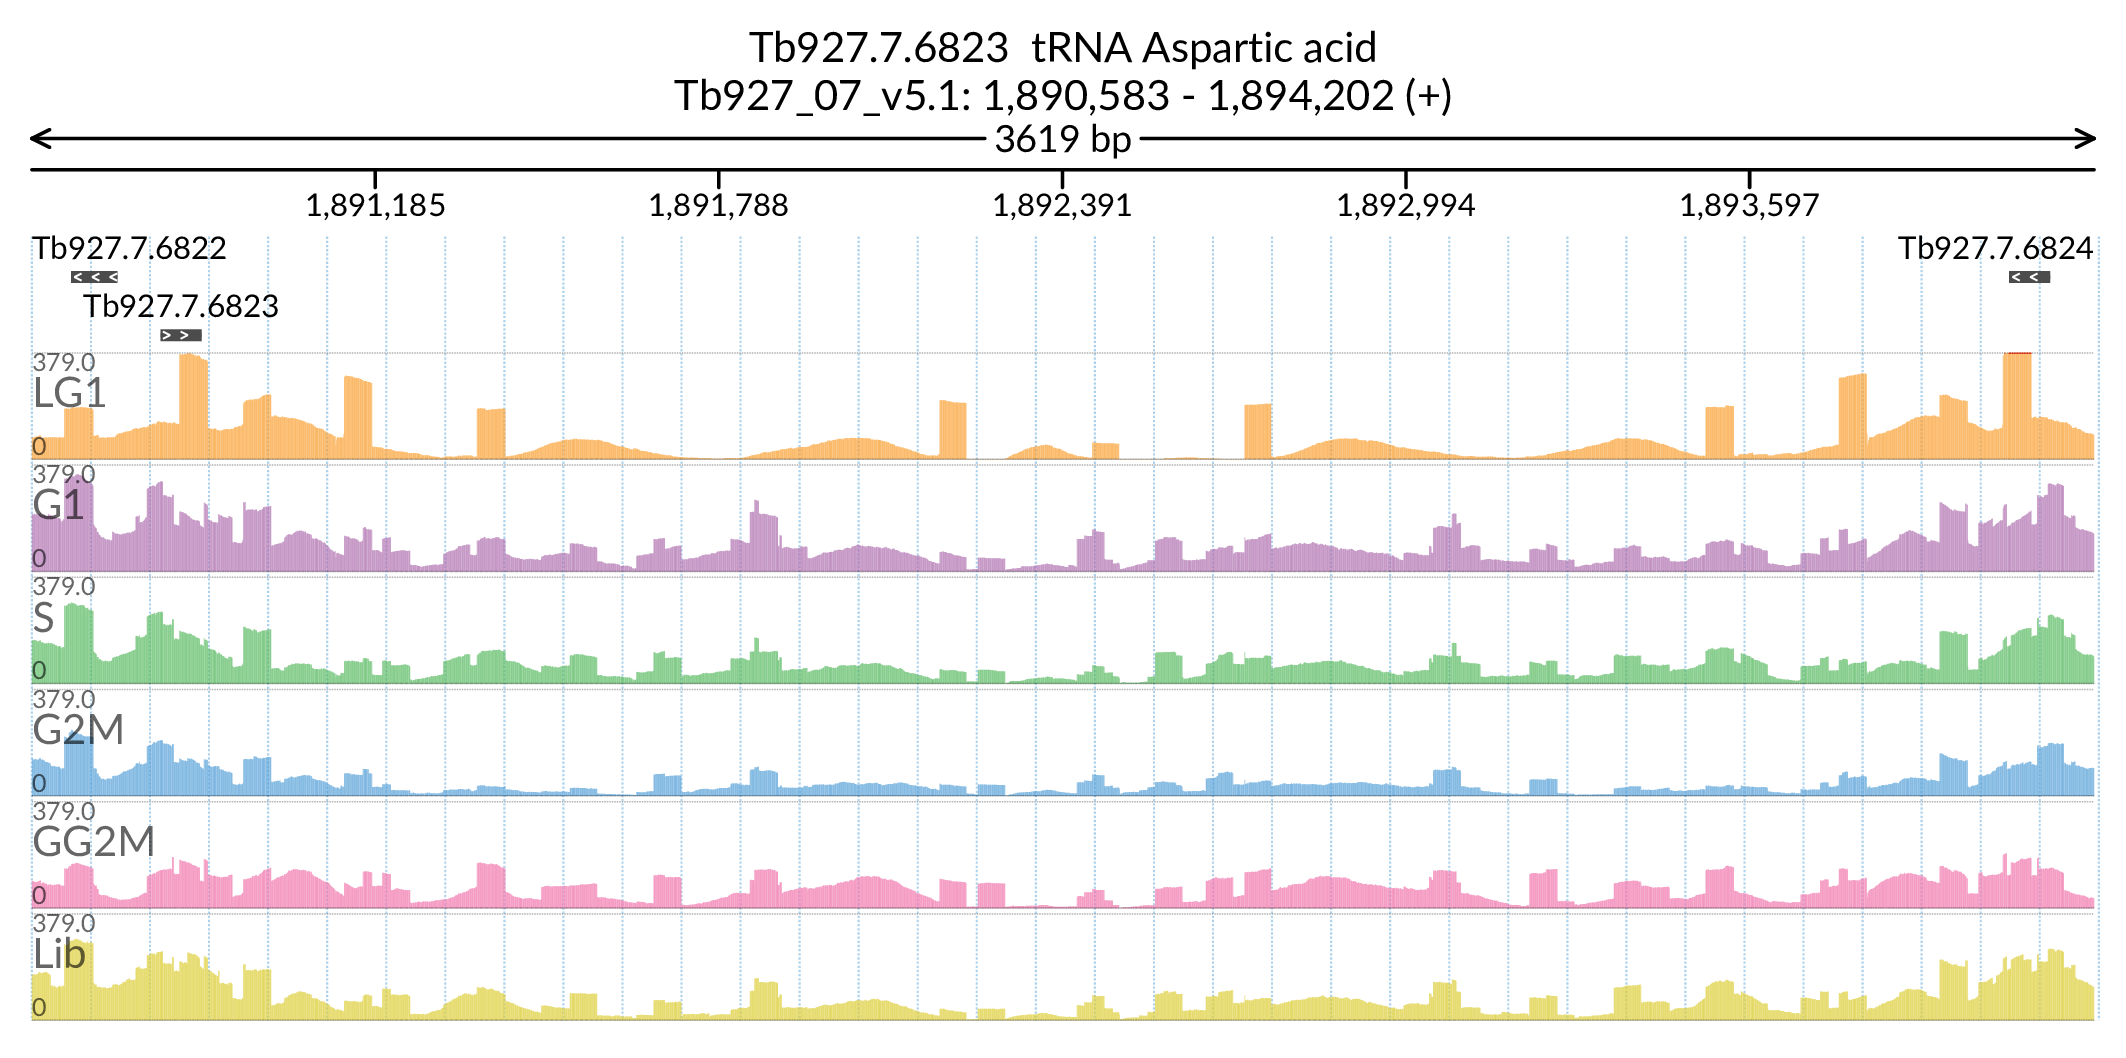 Tb927.7.6823 tRNA Aspartic acid
Tb927_07_v5.1: 1,890,583 - 1,894,202 (+)
3619 bp
1,891,185 1,891,788 1,892,391 1,892,994 1,893,597
Tb927.7.6822 Tb927.7.6824
Tb927.7.6823
379.0
LG1
0
379.0
G1
0
379.0
S
0
379.0
G2M
0
379.0
GG2M
0
379.0
Lib
0